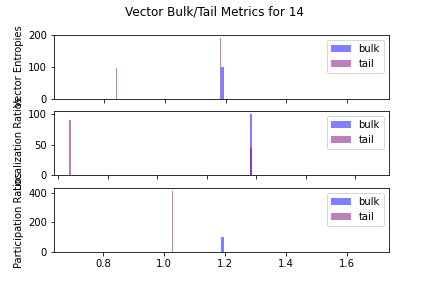 Vector Bulk/Tail Metrics for 14
Vector Entropies
200
100
0
bulk
tail
Localization Ratios
100
50
0
bulk
tail
Participation Ratios
400
200
0
bulk
tail
0.8 1.0 1.2 1.4 1.6